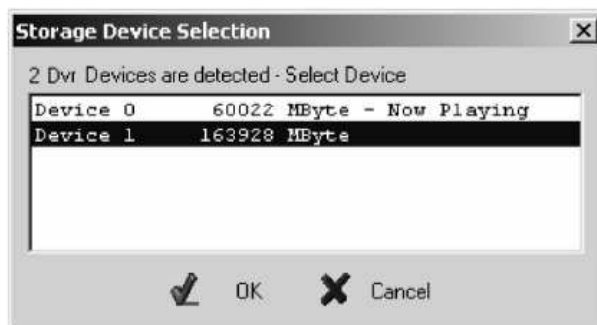 Storage Device Selection
2 Dvr Devices are detected - Select Device
Device 0 60022 MByte - Now Playing
Device 1 163928 MByte
OK Cancel